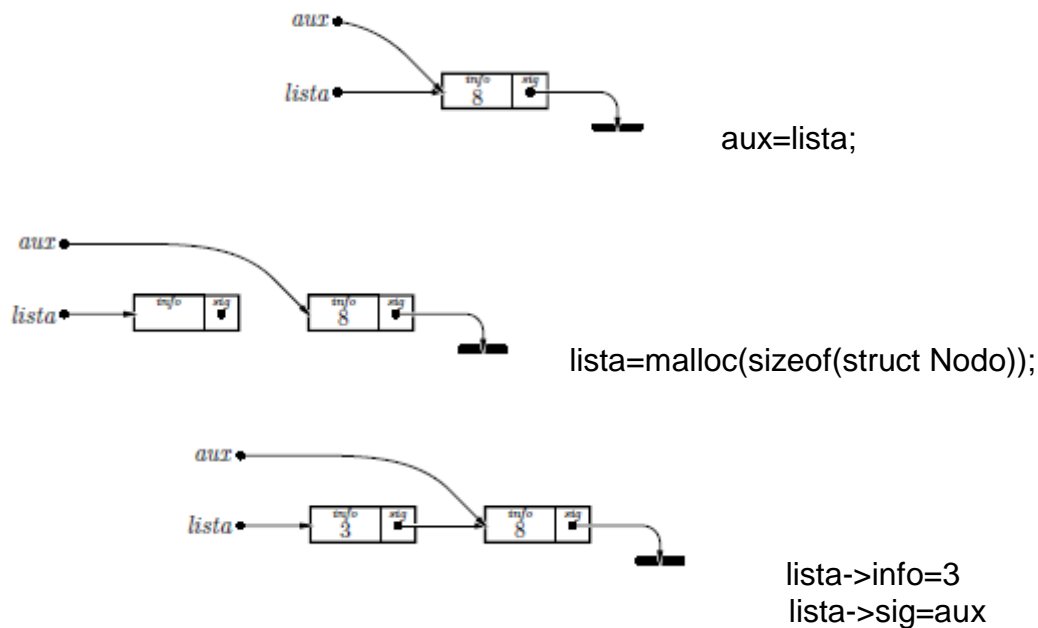 aux
lista
info
8
sig
aux=lista;
aux
lista
info
sig
info
8
sig
lista=malloc(sizeof(struct Nodo));
aux
lista
info
3
sig
info
8
sig
lista->info=3
lista->sig=aux